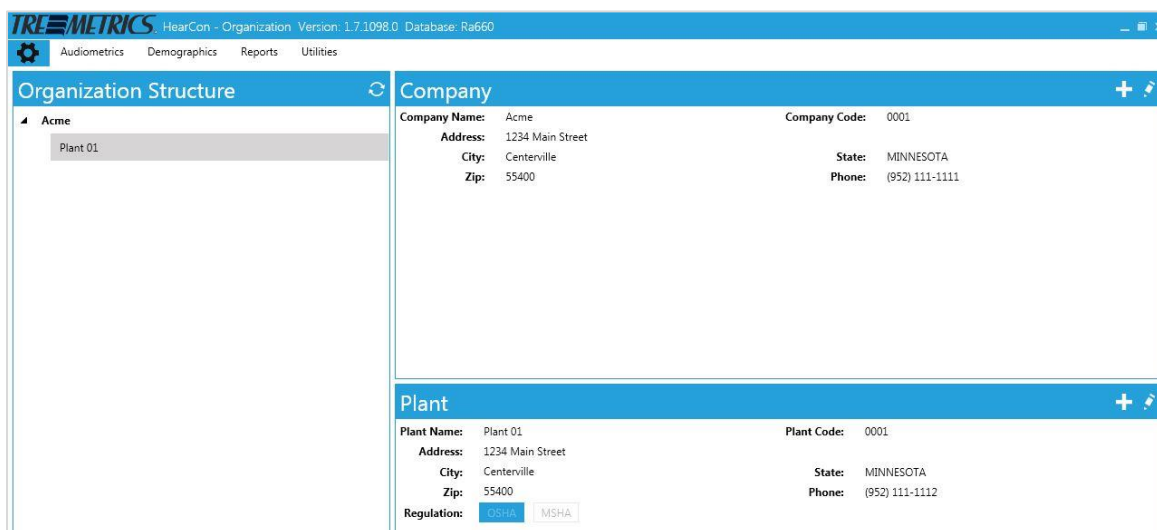 TREMETRICS. HearCon - Organization Version: 1.7.1098.0 Database: Ra660
Audiometrics Demographics Reports Utilities
Organization Structure
Acme
Plant 01
Company
Company Name: Acme Company Code: 0001
Address: 1234 Main Street
City: Centerville State: MINNESOTA
Zip: 55400 Phone: (952) 111-1111
Plant
Plant Name: Plant 01 Plant Code: 0001
Address: 1234 Main Street
City: Centerville State: MINNESOTA
Zip: 55400 Phone: (952) 111-1112
Regulation: OSHA MSHA